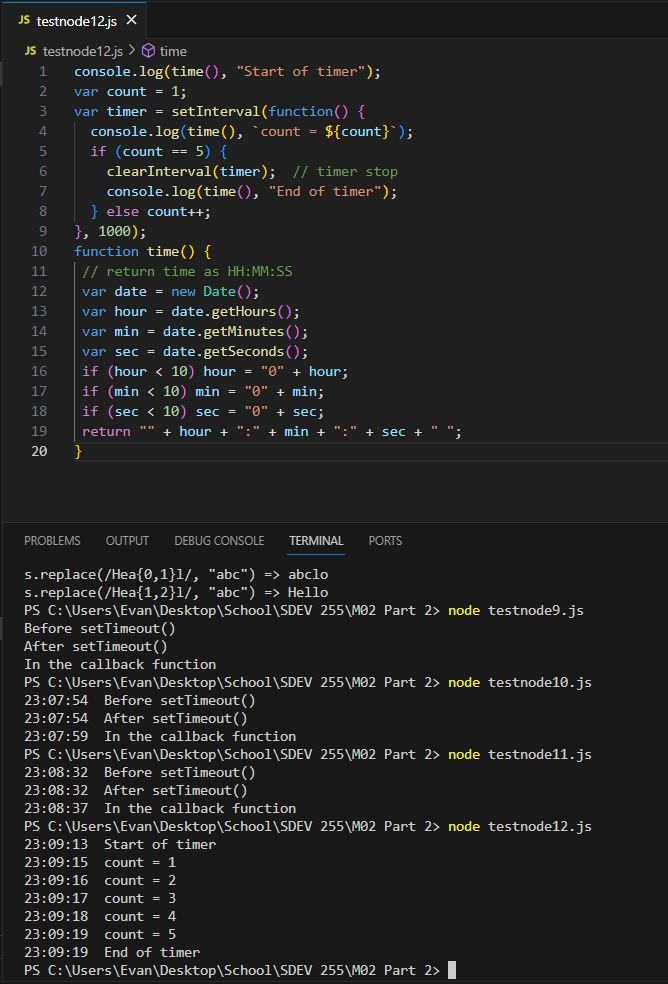 JS testnode12.js ×
JS testnode12.js > time
1 console.log(time(), "Start of timer");
2 var count = 1;
3 var timer = setInterval(function() {
4 console.log(time(), `count = ${count}`);
5 if (count == 5) {
6 clearInterval(timer);  // timer stop
7 console.log(time(), "End of timer");
8 } else count++;
9 }, 1000);
10 function time() {
11 // return time as HH:MM:SS
12 var date = new Date();
13 var hour = date.getHours();
14 var min = date.getMinutes();
15 var sec = date.getSeconds();
16 if (hour < 10) hour = "0" + hour;
17 if (min < 10) min = "0" + min;
18 if (sec < 10) sec = "0" + sec;
19 return "" + hour + ":" + min + ":" + sec + " ";
20 }
PROBLEMS OUTPUT DEBUG CONSOLE TERMINAL PORTS
s.replace(/Hea{0,1}l/, "abc") => abclo
s.replace(/Hea{1,2}l/, "abc") => Hello
PS C:\Users\Evan\Desktop\School\SDEV 255\M02 Part 2> node testnode9.js
Before setTimeout()
After setTimeout()
In the callback function
PS C:\Users\Evan\Desktop\School\SDEV 255\M02 Part 2> node testnode10.js
23:07:54  Before setTimeout()
23:07:54  After setTimeout()
23:07:59  In the callback function
PS C:\Users\Evan\Desktop\School\SDEV 255\M02 Part 2> node testnode11.js
23:08:32  Before setTimeout()
23:08:32  After setTimeout()
23:08:37  In the callback function
PS C:\Users\Evan\Desktop\School\SDEV 255\M02 Part 2> node testnode12.js
23:09:13  Start of timer
23:09:15  count = 1
23:09:16  count = 2
23:09:17  count = 3
23:09:18  count = 4
23:09:19  count = 5
23:09:19  End of timer
PS C:\Users\Evan\Desktop\School\SDEV 255\M02 Part 2>